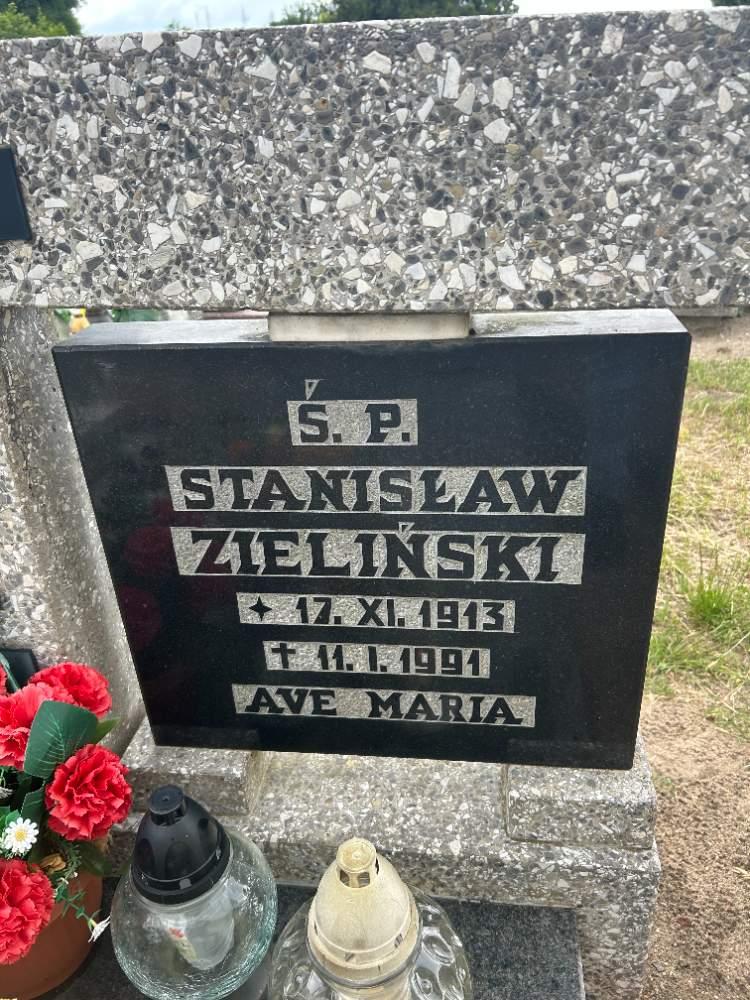 Ś. P.
STANISŁAW
ZIELIŃSKI
✦ 17. XI. 1913
✝ 11. I. 1991
AVE MARIA